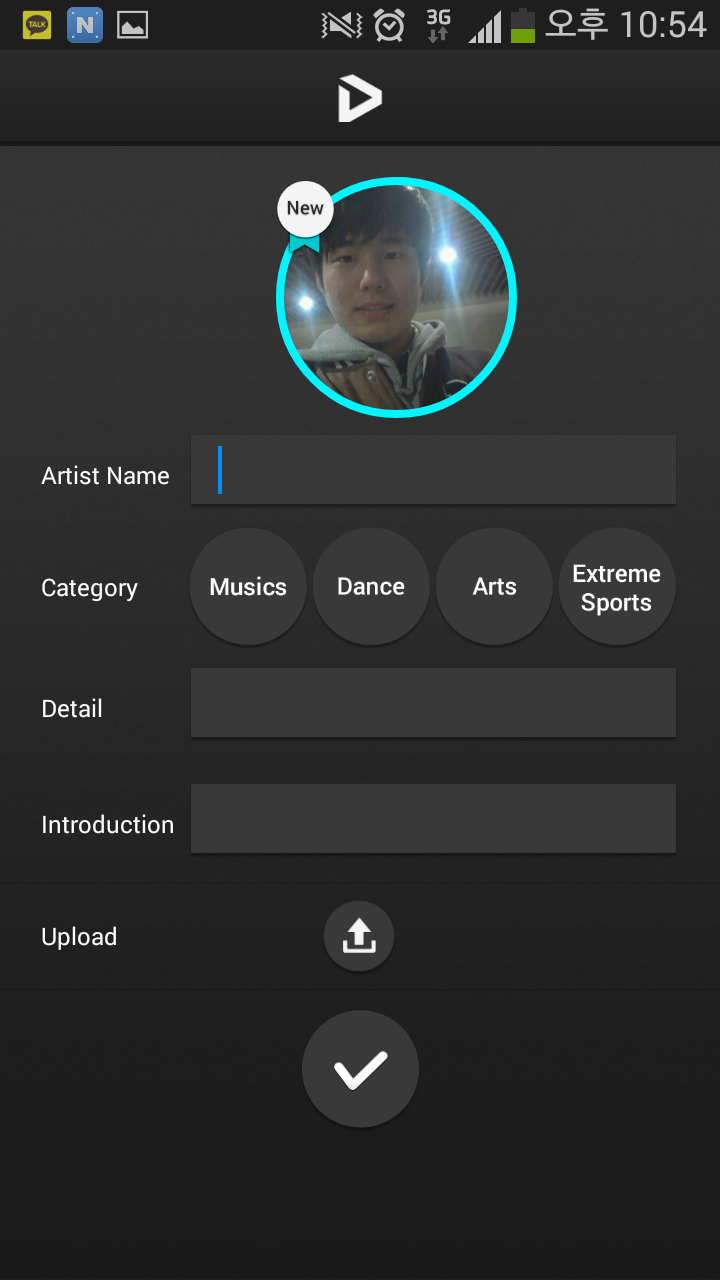 TALK N 3G 오후 10:54
New
Artist Name
Category Musics Dance Arts Extreme
Sports
Detail
Introduction
Upload